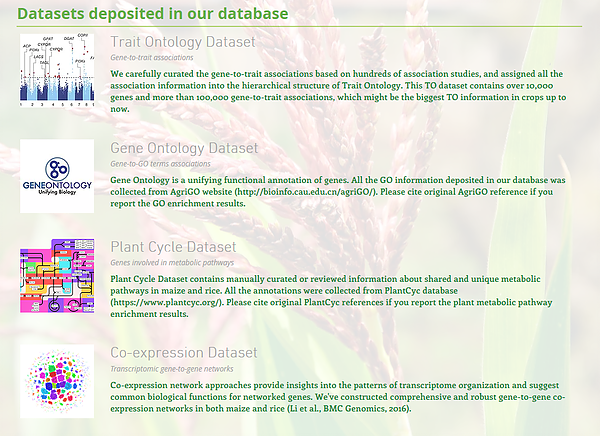 Datasets deposited in our database
Trait Ontology Dataset
Gene-to-trait associations
We carefully curated the gene-to-trait associations based on hundreds of association studies, and assigned all the
association information into the hierarchical structure of Trait Ontology. This TO dataset contains over 10,000
genes and more than 100,000 gene-to-trait associations, which might be the biggest TO information in crops up to
now.
Gene Ontology Dataset
Gene-to-GO terms associations
GENEONTOLOGY
Unifying Biology
Gene Ontology is a unifying functional annotation of genes. All the GO information deposited in our database was
collected from AgriGO website (http://bioinfo.cau.edu.cn/agriGO/). Please cite original AgriGO reference if you
report the GO enrichment results.
Plant Cycle Dataset
Genes involved in metabolic pathways
Plant Cycle Dataset contains manually curated or reviewed information about shared and unique metabolic
pathways in maize and rice. All the annotations were collected from PlantCyc database
(https://www.plantcyc.org/). Please cite original PlantCyc references if you report the plant metabolic pathway
enrichment results.
Co-expression Dataset
Transcriptomic gene-to-gene networks
Co-expression network approaches provide insights into the patterns of transcriptome organization and suggest
common biological functions for networked genes. We've constructed comprehensive and robust gene-to-gene co-
expression networks in both maize and rice (Li et al., BMC Genomics, 2016).